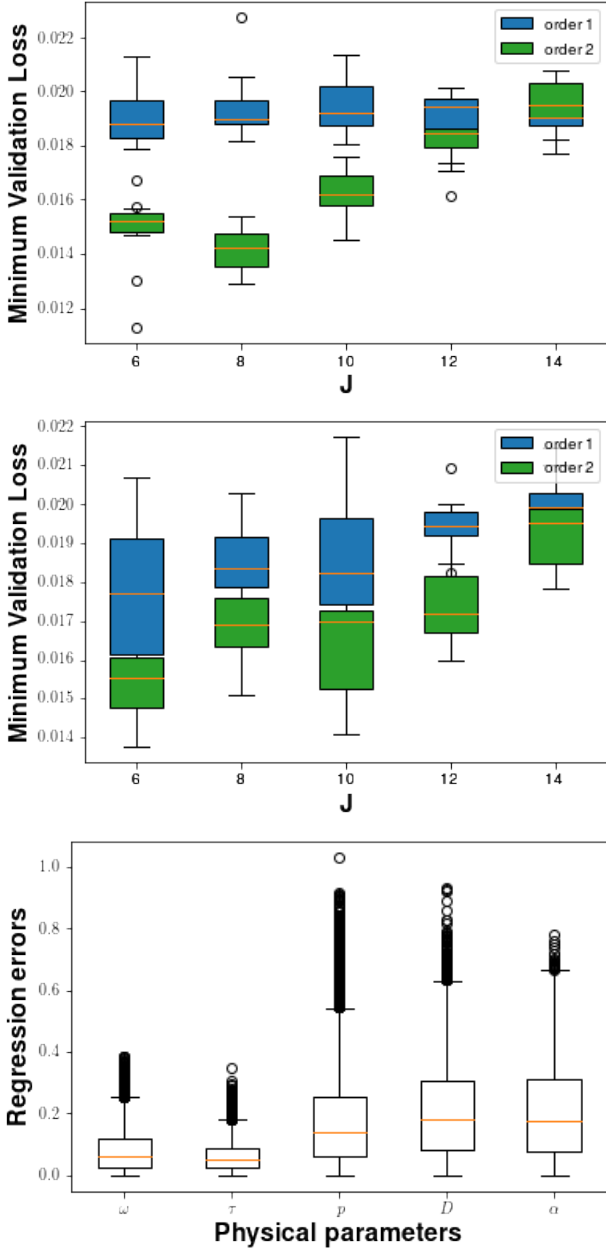 Minimum Validation Loss
0.022
0.020
0.018
0.016
0.014
0.012
order 1
order 2
6 8 10 12 14
J
Minimum Validation Loss
0.022
0.021
0.020
0.019
0.018
0.017
0.016
0.015
0.014
order 1
order 2
6 8 10 12 14
J
Regression errors
1.0
0.8
0.6
0.4
0.2
0.0
ω τ p D α
Physical parameters